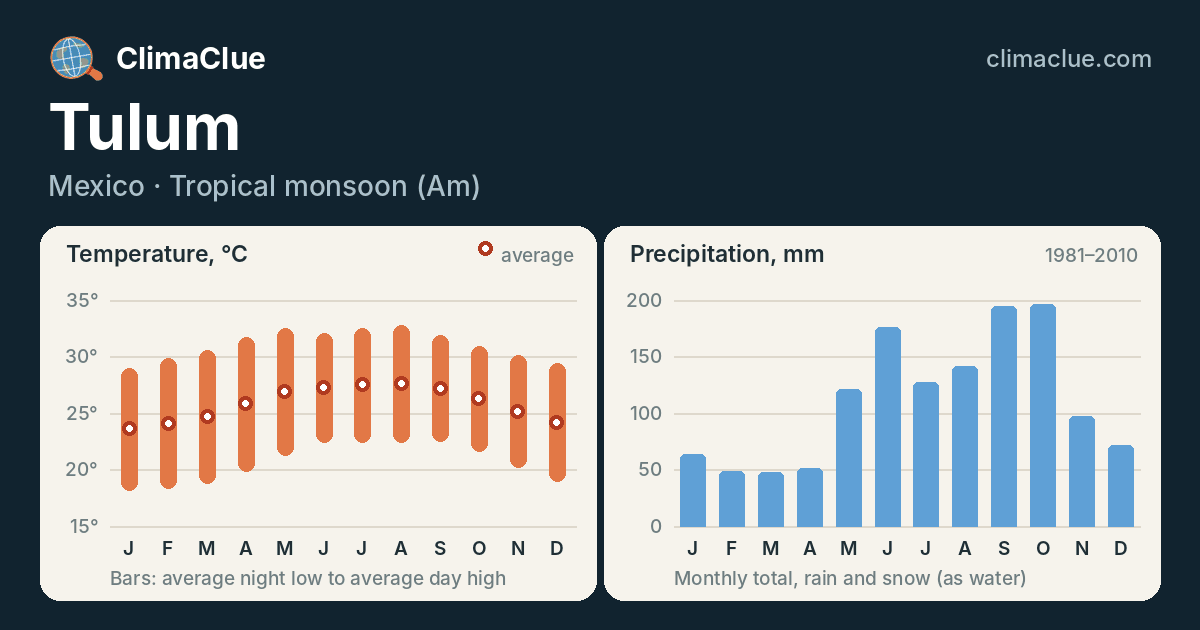 ClimaClue
climaclue.com
Tulum
Mexico · Tropical monsoon (Am)
Temperature, °C
average
35°
30°
25°
20°
15°
J F M A M J J A S O N D
Bars: average night low to average day high
Precipitation, mm
1981–2010
200
150
100
50
0
J F M A M J J A S O N D
Monthly total, rain and snow (as water)